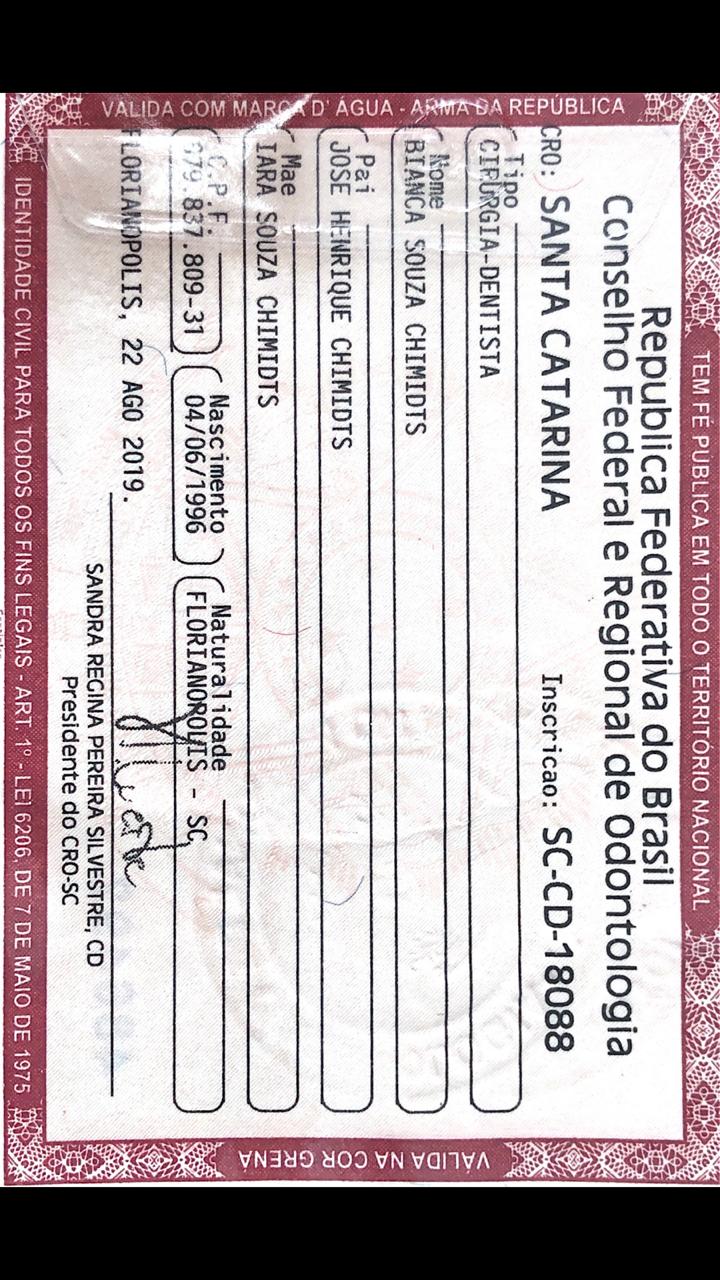 VALIDA COM MARCA D' ÁGUA - ARMA DA REPÚBLICA
TEM FÉ PÚBLICA EM TODO O TERRITÓRIO NACIONAL
Republica Federativa do Brasil
Conselho Federal e Regional de Odontologia
CRO: SANTA CATARINA Inscricao: SC-CD-18088
Tipo
CIRURGIA-DENTISTA
Nome
BIANCA SOUZA CHIMIDTS
Pai
JOSE HENRIQUE CHIMIDTS
Mae
IARA SOUZA CHIMIDTS
C.P.F. Nascimento Naturalidade
979.837.809-31 04/06/1996 FLORIANOPOLIS - SC
FLORIANOPOLIS, 22 AGO 2019.
SANDRA REGINA PEREIRA SILVESTRE, CD
Presidente do CRO-SC
IDENTIDADE CIVIL PARA TODOS OS FINS LEGAIS - ART. 1º - LEI 6206, DE 7 DE MAIO DE 1975
VÁLIDA NA COR GRENÁ